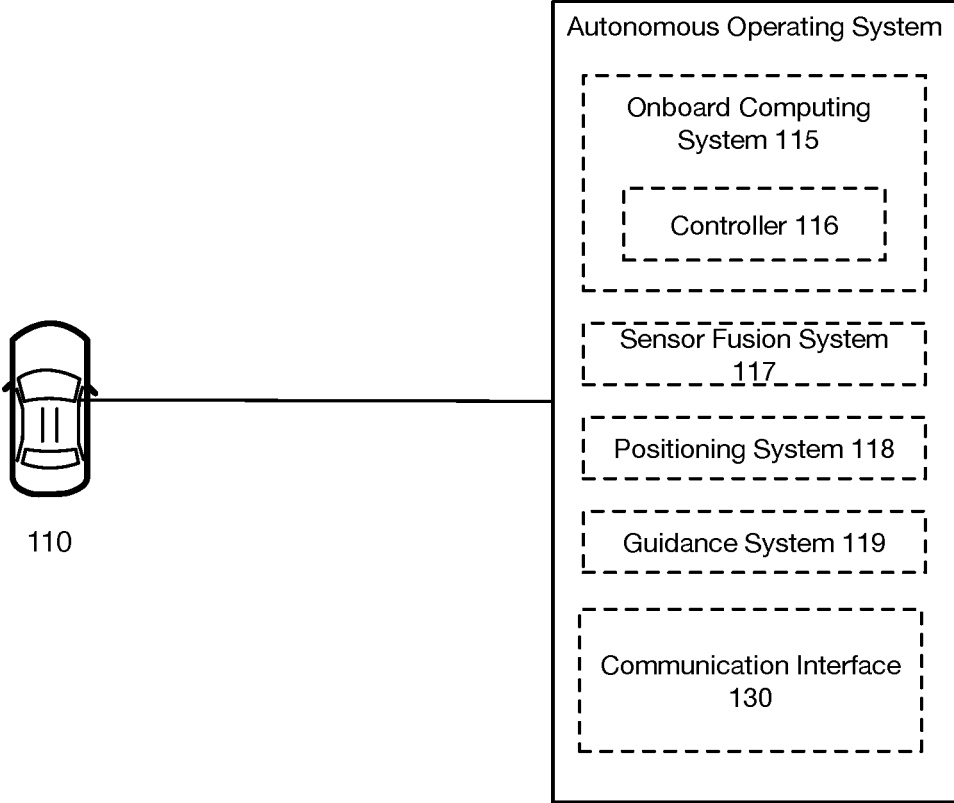 Autonomous Operating System
Onboard Computing
System 115
Controller 116
Sensor Fusion System
117
Positioning System 118
Guidance System 119
Communication Interface
130
110